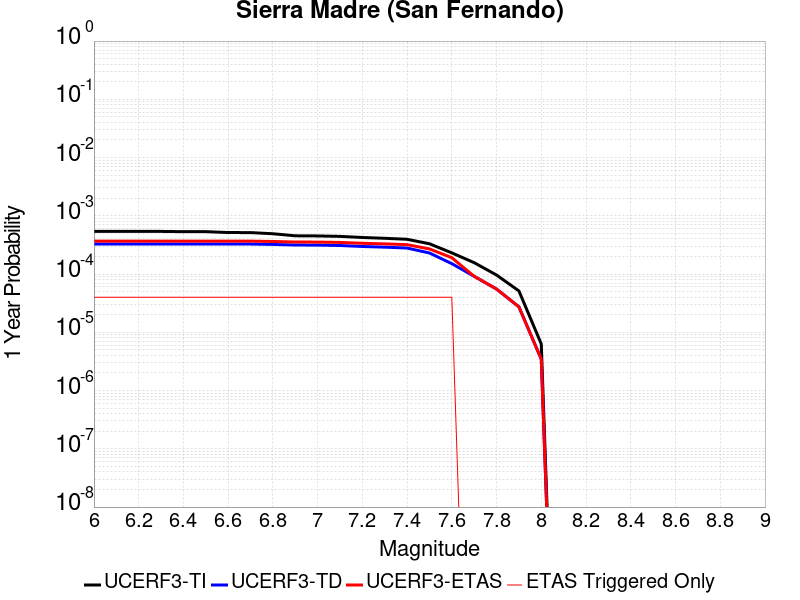 Sierra Madre (San Fernando)
10^0
10^-1
10^-2
10^-3
10^-4
10^-5
10^-6
10^-7
10^-8
1 Year Probability
6 6.2 6.4 6.6 6.8 7 7.2 7.4 7.6 7.8 8 8.2 8.4 8.6 8.8 9
Magnitude
UCERF3-TI UCERF3-TD UCERF3-ETAS ETAS Triggered Only